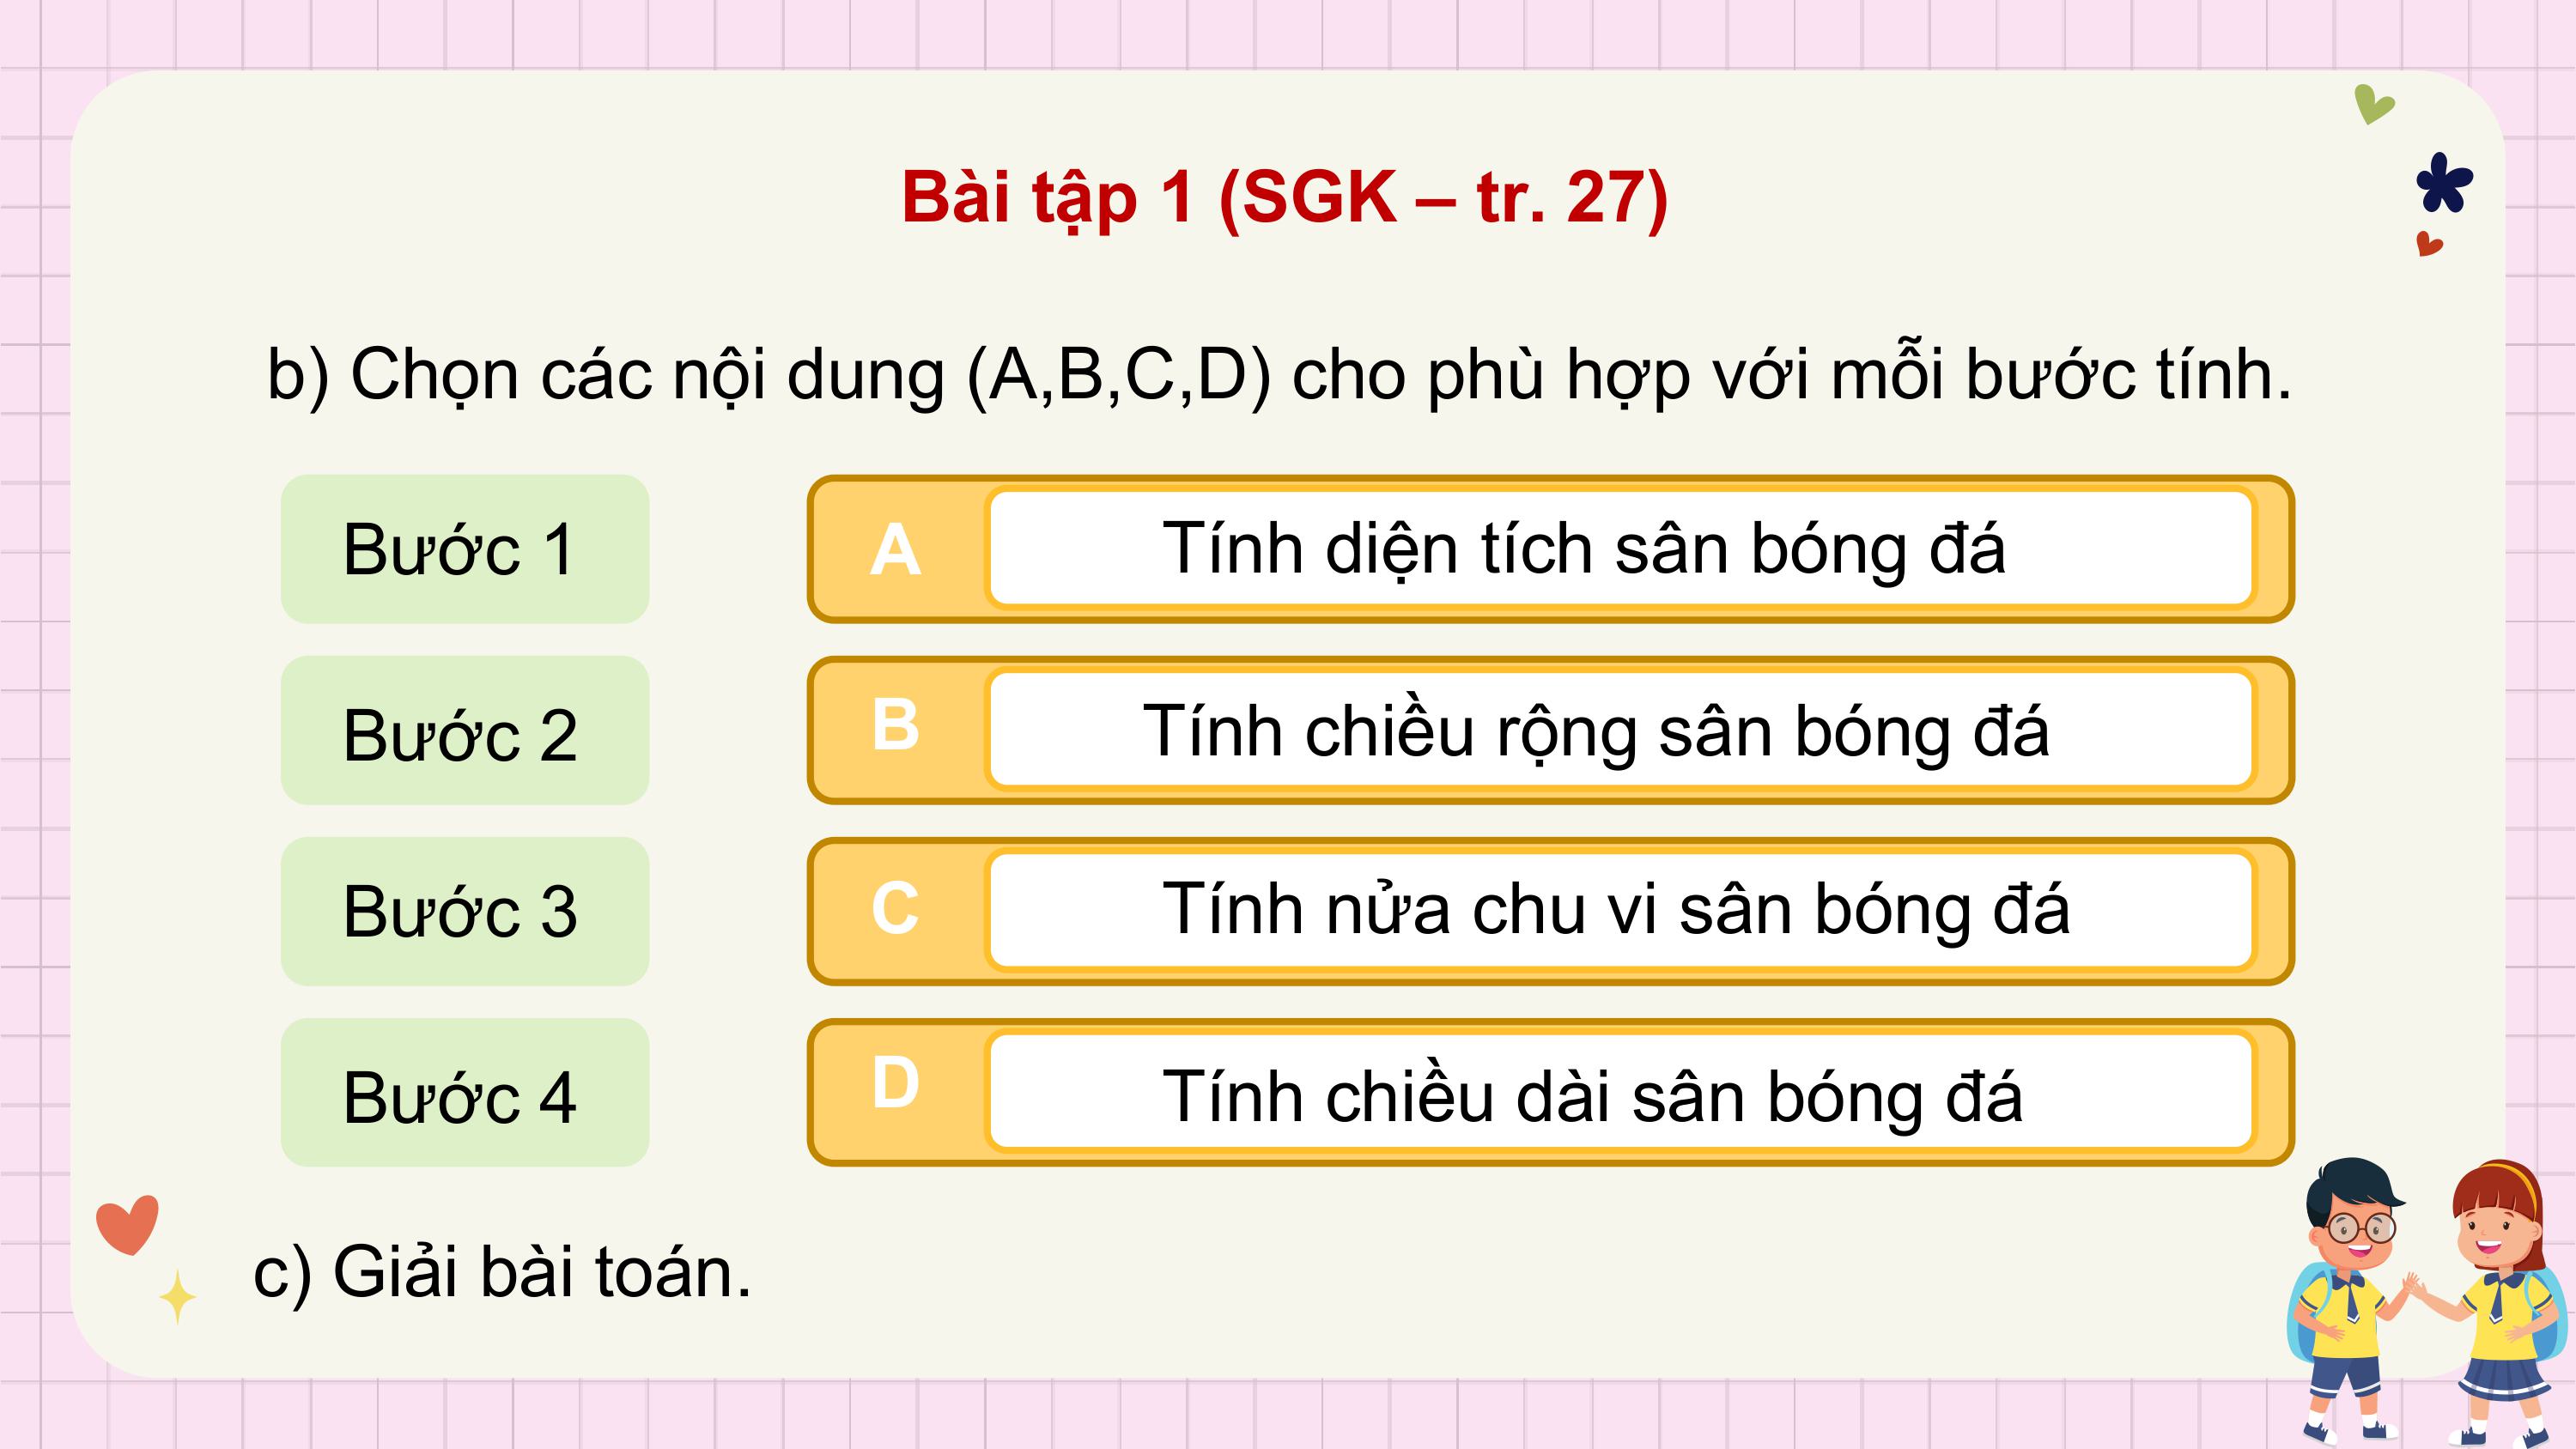 Bài tập 1 (SGK – tr. 27)
b) Chọn các nội dung (A,B,C,D) cho phù hợp với mỗi bước tính.
Bước 1
A
Tính diện tích sân bóng đá
Bước 2
B
Tính chiều rộng sân bóng đá
Bước 3
C
Tính nửa chu vi sân bóng đá
Bước 4
D
Tính chiều dài sân bóng đá
c) Giải bài toán.